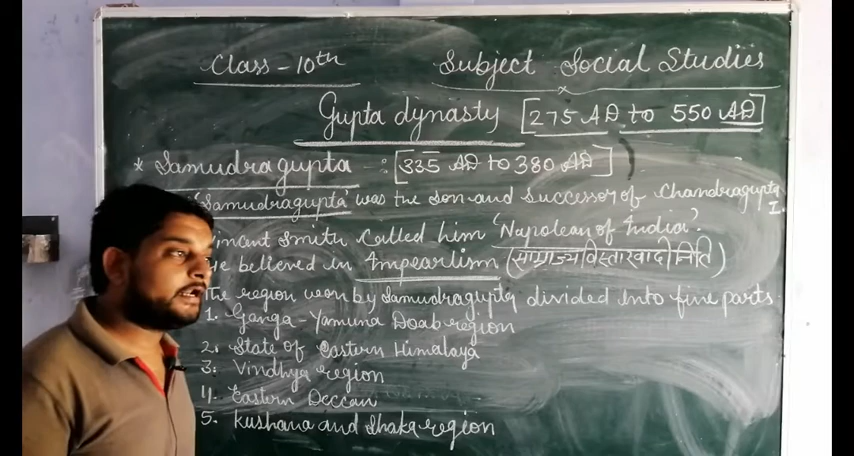 Class-10th Subject Social Studies
Gupta dynasty [275 AD to 550 AD]
* Samudragupta -: [335 AD to 380 AD]
'Samudragupta' was the son and successor of Chandragupta I.
Vincent Smith Called him 'Napolean of India'.
He believed in Impearlism (साम्राज्यविस्तारवादी निति)
The region won by Samudragupta divided into five parts.
1. Ganga-Yamuna Doab region
2. State of Eastern Himalaya
3. Vindhya region
4. Eastern Deccan
5. Kushana and Shaka region